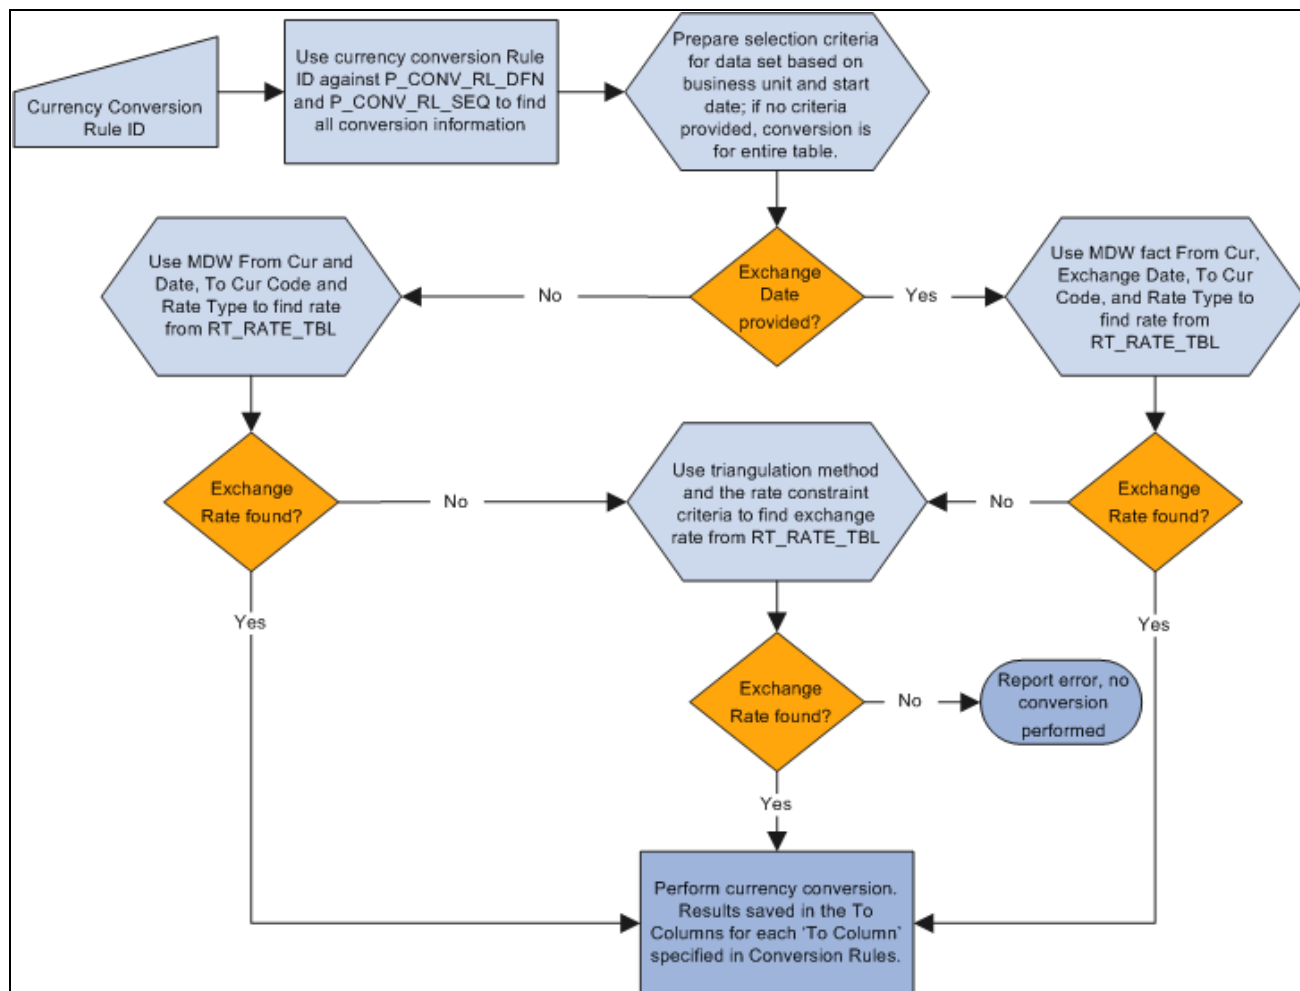 Currency Conversion
Rule ID
Use currency conversion Rule
ID against P_CONV_RL_DFN
and P_CONV_RL_SEQ to find
all conversion information
Prepare selection criteria
for data set based on
business unit and start
date; if no criteria
provided, conversion is
for entire table.
Use MDW From Cur and
Date, To Cur Code and
Rate Type to find rate
from RT_RATE_TBL
No
Exchange
Date
provided?
Yes
Use MDW fact From Cur,
Exchange Date, To Cur
Code, and Rate Type to
find rate from
RT_RATE_TBL
Exchange
Rate found?
No
Use triangulation method
and the rate constraint
criteria to find exchange
rate from RT_RATE_TBL
No
Exchange
Rate found?
Yes
Yes
Exchange
Rate found?
No
Report error, no
conversion
performed
Yes
Perform currency conversion.
Results saved in the To
Columns for each ‘To Column’
specified in Conversion Rules.